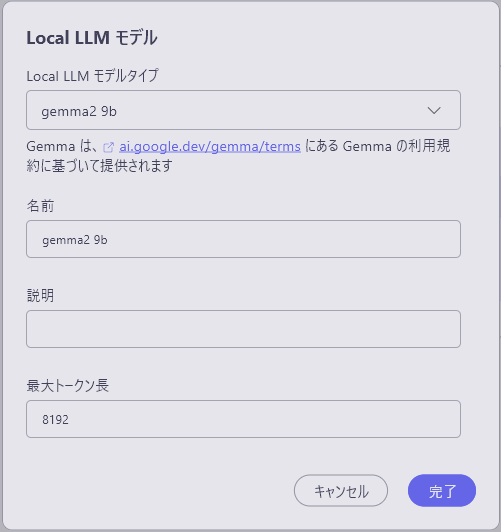 Local LLM モデル
Local LLM モデルタイプ
gemma2 9b
Gemma は、 ai.google.dev/gemma/terms にある Gemma の利用規
約に基づいて提供されます
名前
gemma2 9b
説明
最大トークン長
8192
キャンセル 完了